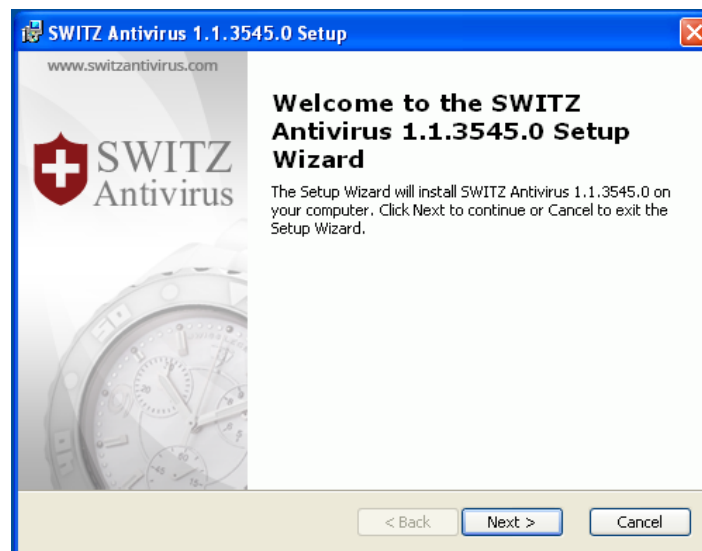 SWITZ Antivirus 1.1.3545.0 Setup
www.switzantivirus.com
SWITZ
Antivirus
Welcome to the SWITZ
Antivirus 1.1.3545.0 Setup
Wizard
The Setup Wizard will install SWITZ Antivirus 1.1.3545.0 on
your computer. Click Next to continue or Cancel to exit the
Setup Wizard.
< Back
Next >
Cancel